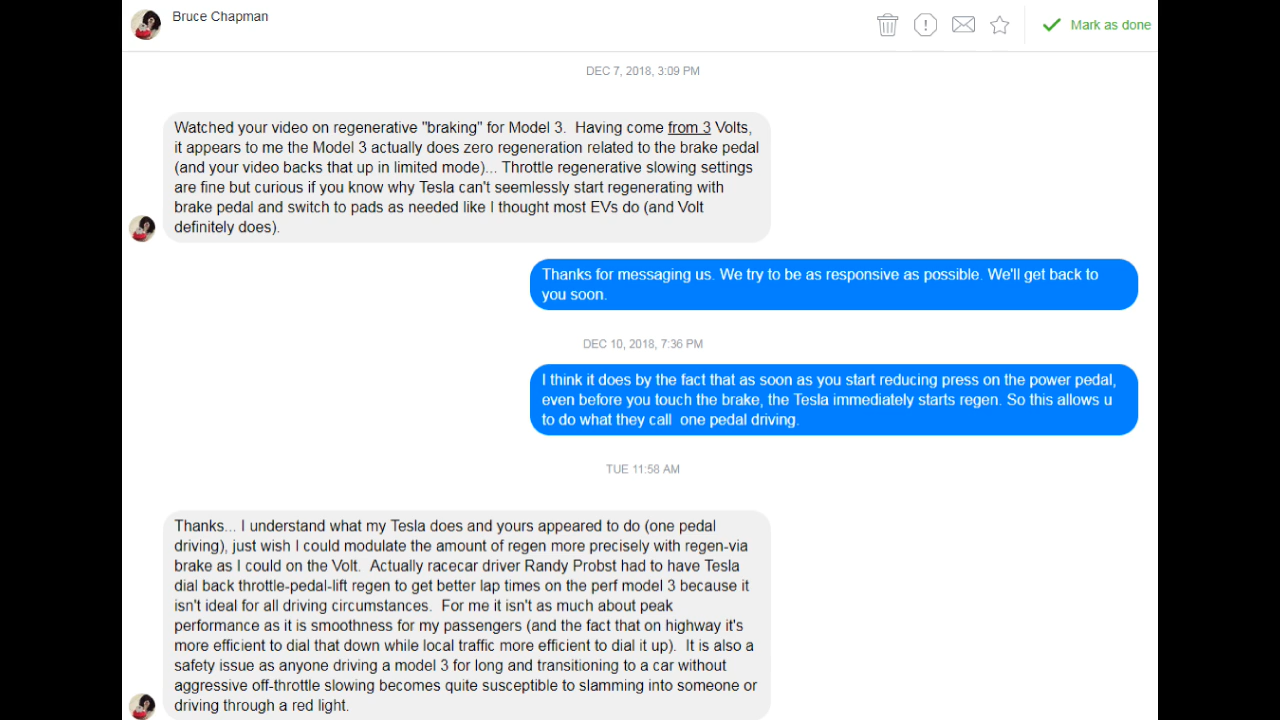 Bruce Chapman
Mark as done
DEC 7, 2018, 3:09 PM
Watched your video on regenerative "braking" for Model 3.  Having come from 3 Volts,
it appears to me the Model 3 actually does zero regeneration related to the brake pedal
(and your video backs that up in limited mode)... Throttle regenerative slowing settings
are fine but curious if you know why Tesla can't seemlessly start regenerating with
brake pedal and switch to pads as needed like I thought most EVs do (and Volt
definitely does).
Thanks for messaging us. We try to be as responsive as possible. We'll get back to
you soon.
DEC 10, 2018, 7:36 PM
I think it does by the fact that as soon as you start reducing press on the power pedal,
even before you touch the brake, the Tesla immediately starts regen. So this allows u
to do what they call  one pedal driving.
TUE 11:58 AM
Thanks... I understand what my Tesla does and yours appeared to do (one pedal
driving), just wish I could modulate the amount of regen more precisely with regen-via
brake as I could on the Volt.  Actually racecar driver Randy Probst had to have Tesla
dial back throttle-pedal-lift regen to get better lap times on the perf model 3 because it
isn't ideal for all driving circumstances.  For me it isn't as much about peak
performance as it is smoothness for my passengers (and the fact that on highway it's
more efficient to dial that down while local traffic more efficient to dial it up).  It is also a
safety issue as anyone driving a model 3 for long and transitioning to a car without
aggressive off-throttle slowing becomes quite susceptible to slamming into someone or
driving through a red light.